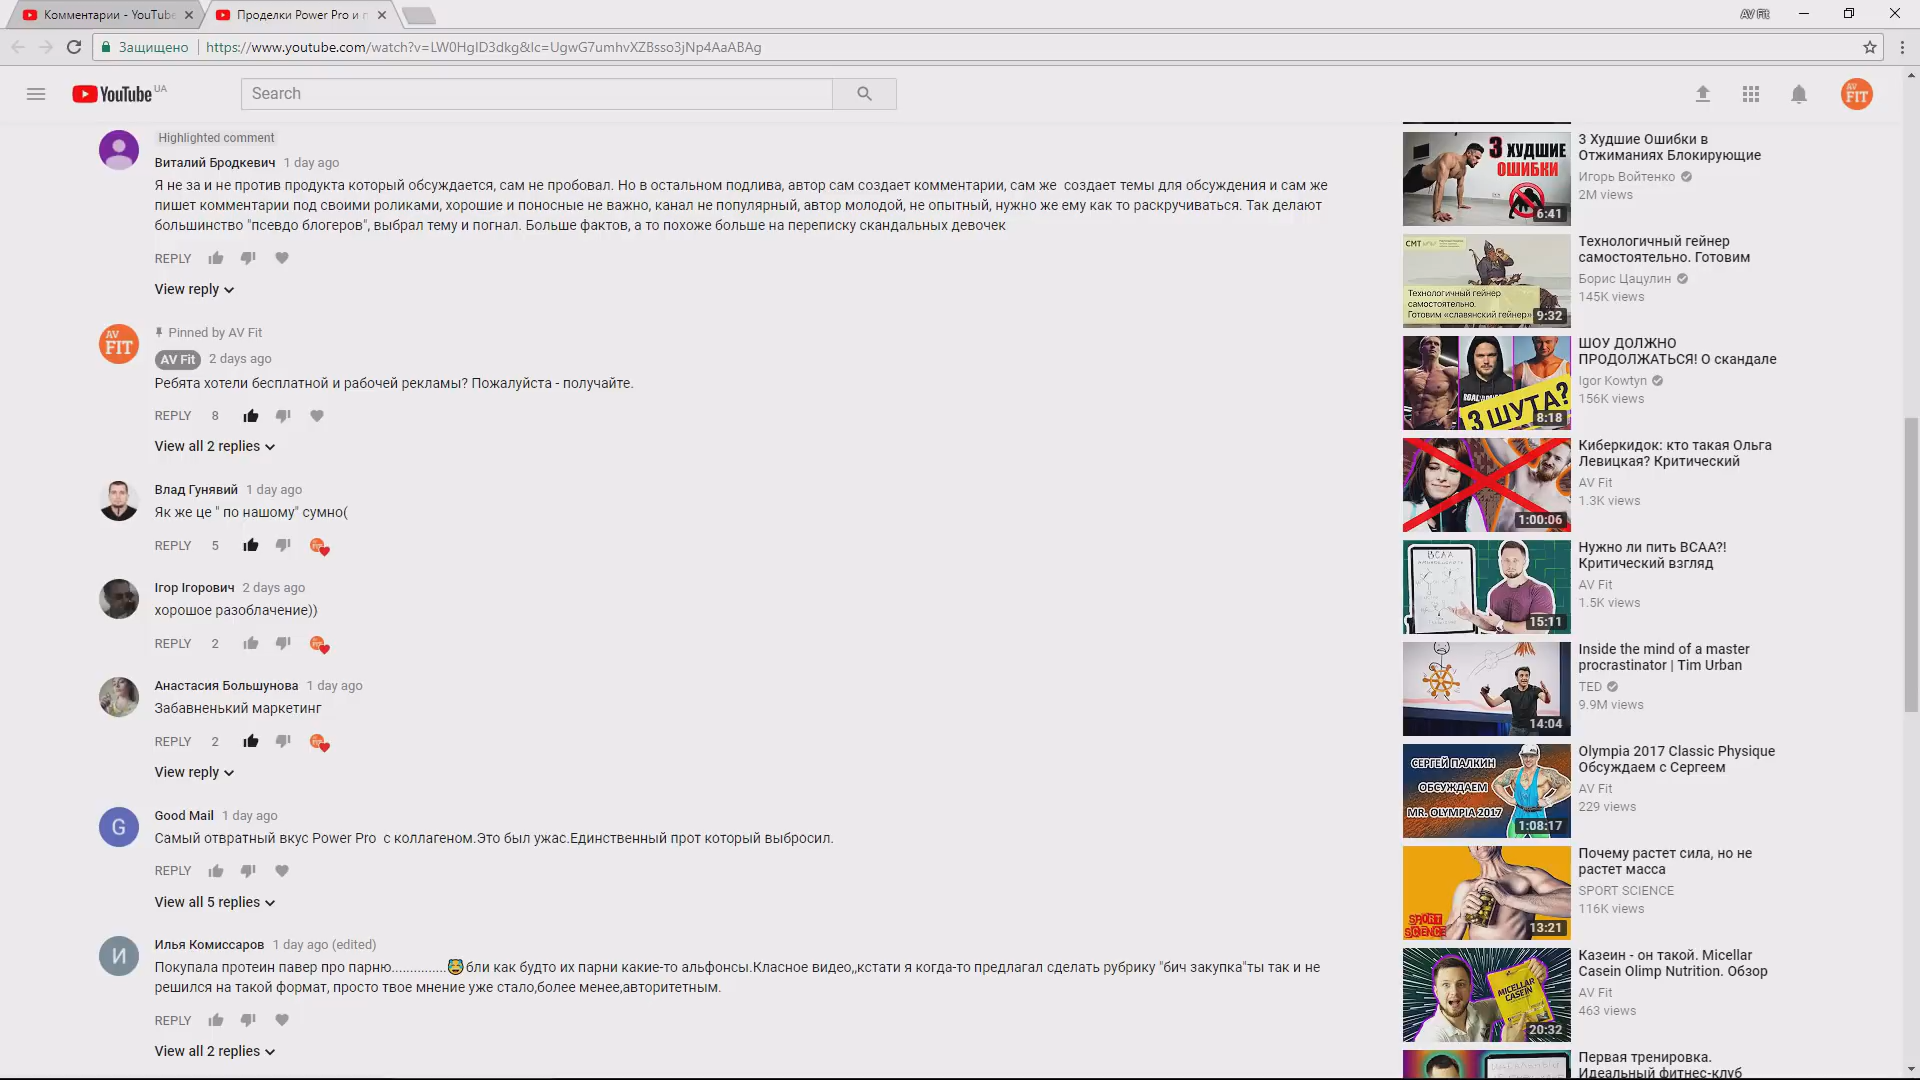 Комментарии - YouTube
Проделки Power Pro и п
AV Fit
Защищено
https://www.youtube.com/watch?v=LW0HgID3dkg&lc=UgwG7umhvXZBsso3jNp4AaABAg
YouTube UA
Search
AV FIT
Highlighted comment
Виталий Бродкевич 1 day ago
Я не за и не против продукта который обсуждается, сам не пробовал. Но в остальном подлива, автор сам создает комментарии, сам же создает темы для обсуждения и сам же
пишет комментарии под своими роликами, хорошие и поносные не важно, канал не популярный, автор молодой, не опытный, нужно же ему как то раскручиваться. Так делают
большинство "псевдо блогеров", выбрал тему и погнал. Больше фактов, а то похоже больше на переписку скандальных девочек
REPLY
View reply
AV FIT
Pinned by AV Fit
AV Fit 2 days ago
Ребята хотели бесплатной и рабочей рекламы? Пожалуйста - получайте.
REPLY 8
View all 2 replies
Влад Гунявий 1 day ago
Як же це " по нашому" сумно(
REPLY 5
Ігор Ігорович 2 days ago
хорошое разоблачение))
REPLY 2
Анастасия Большунова 1 day ago
Забавненький маркетинг
REPLY 2
View reply
G
Good Mail 1 day ago
Самый отвратный вкус Power Pro с коллагеном.Это был ужас.Единственный прот который выбросил.
REPLY
View all 5 replies
И
Илья Комиссаров 1 day ago (edited)
Покупала протеин павер про парню..............бли как будто их парни какие-то альфонсы.Класное видео,,кстати я когда-то предлагал сделать рубрику "бич закупка"ты так и не
решился на такой формат, просто твое мнение уже стало,более менее,авторитетным.
REPLY
View all 2 replies
3 ХУДШИЕ
ОШИБКИ
6:41
3 Худшие Ошибки в
Отжиманиях Блокирующие
Игорь Войтенко
2M views
СМТ
Технологичный гейнер
самостоятельно.
Готовим «славянский гейнер»
9:32
Технологичный гейнер
самостоятельно. Готовим
Борис Цацулин
145K views
3 ШУТА?
8:18
ШОУ ДОЛЖНО
ПРОДОЛЖАТЬСЯ! О скандале
Igor Kowtyn
156K views
1:00:06
Киберкидок: кто такая Ольга
Левицкая? Критический
AV Fit
1.3K views
BCAA
15:11
Нужно ли пить BCAA?!
Критический взгляд
AV Fit
1.5K views
14:04
Inside the mind of a master
procrastinator | Tim Urban
TED
9.9M views
СЕРГЕЙ ПАЛКИН
ОБСУЖДАЕМ
MR. OLYMPIA 2017
1:08:17
Olympia 2017 Classic Physique
Обсуждаем с Сергеем
AV Fit
229 views
SPORT
SCIENCE
13:21
Почему растет сила, но не
растет масса
SPORT SCIENCE
116K views
MICELLAR
CASEIN
20:32
Казеин - он такой. Micellar
Casein Olimp Nutrition. Обзор
AV Fit
463 views
Первая тренировка.
Идеальный фитнес-клуб